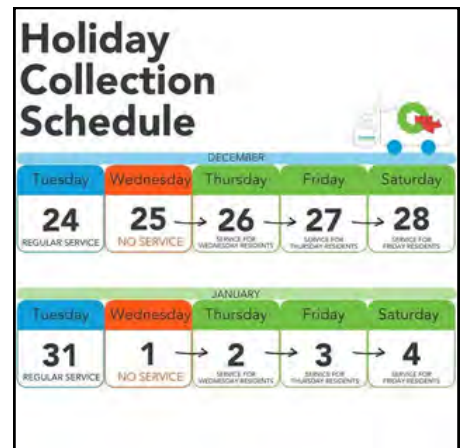 Holiday
Collection
Schedule
DECEMBER
Tuesday Wednesday Thursday Friday Saturday
24 25 26 27 28
REGULAR SERVICE NO SERVICE SERVICE FOR WEDNESDAY RESIDENTS SERVICE FOR THURSDAY RESIDENTS SERVICE FOR FRIDAY RESIDENTS
JANUARY
Tuesday Wednesday Thursday Friday Saturday
31 1 2 3 4
REGULAR SERVICE NO SERVICE SERVICE FOR WEDNESDAY RESIDENTS SERVICE FOR THURSDAY RESIDENTS SERVICE FOR FRIDAY RESIDENTS